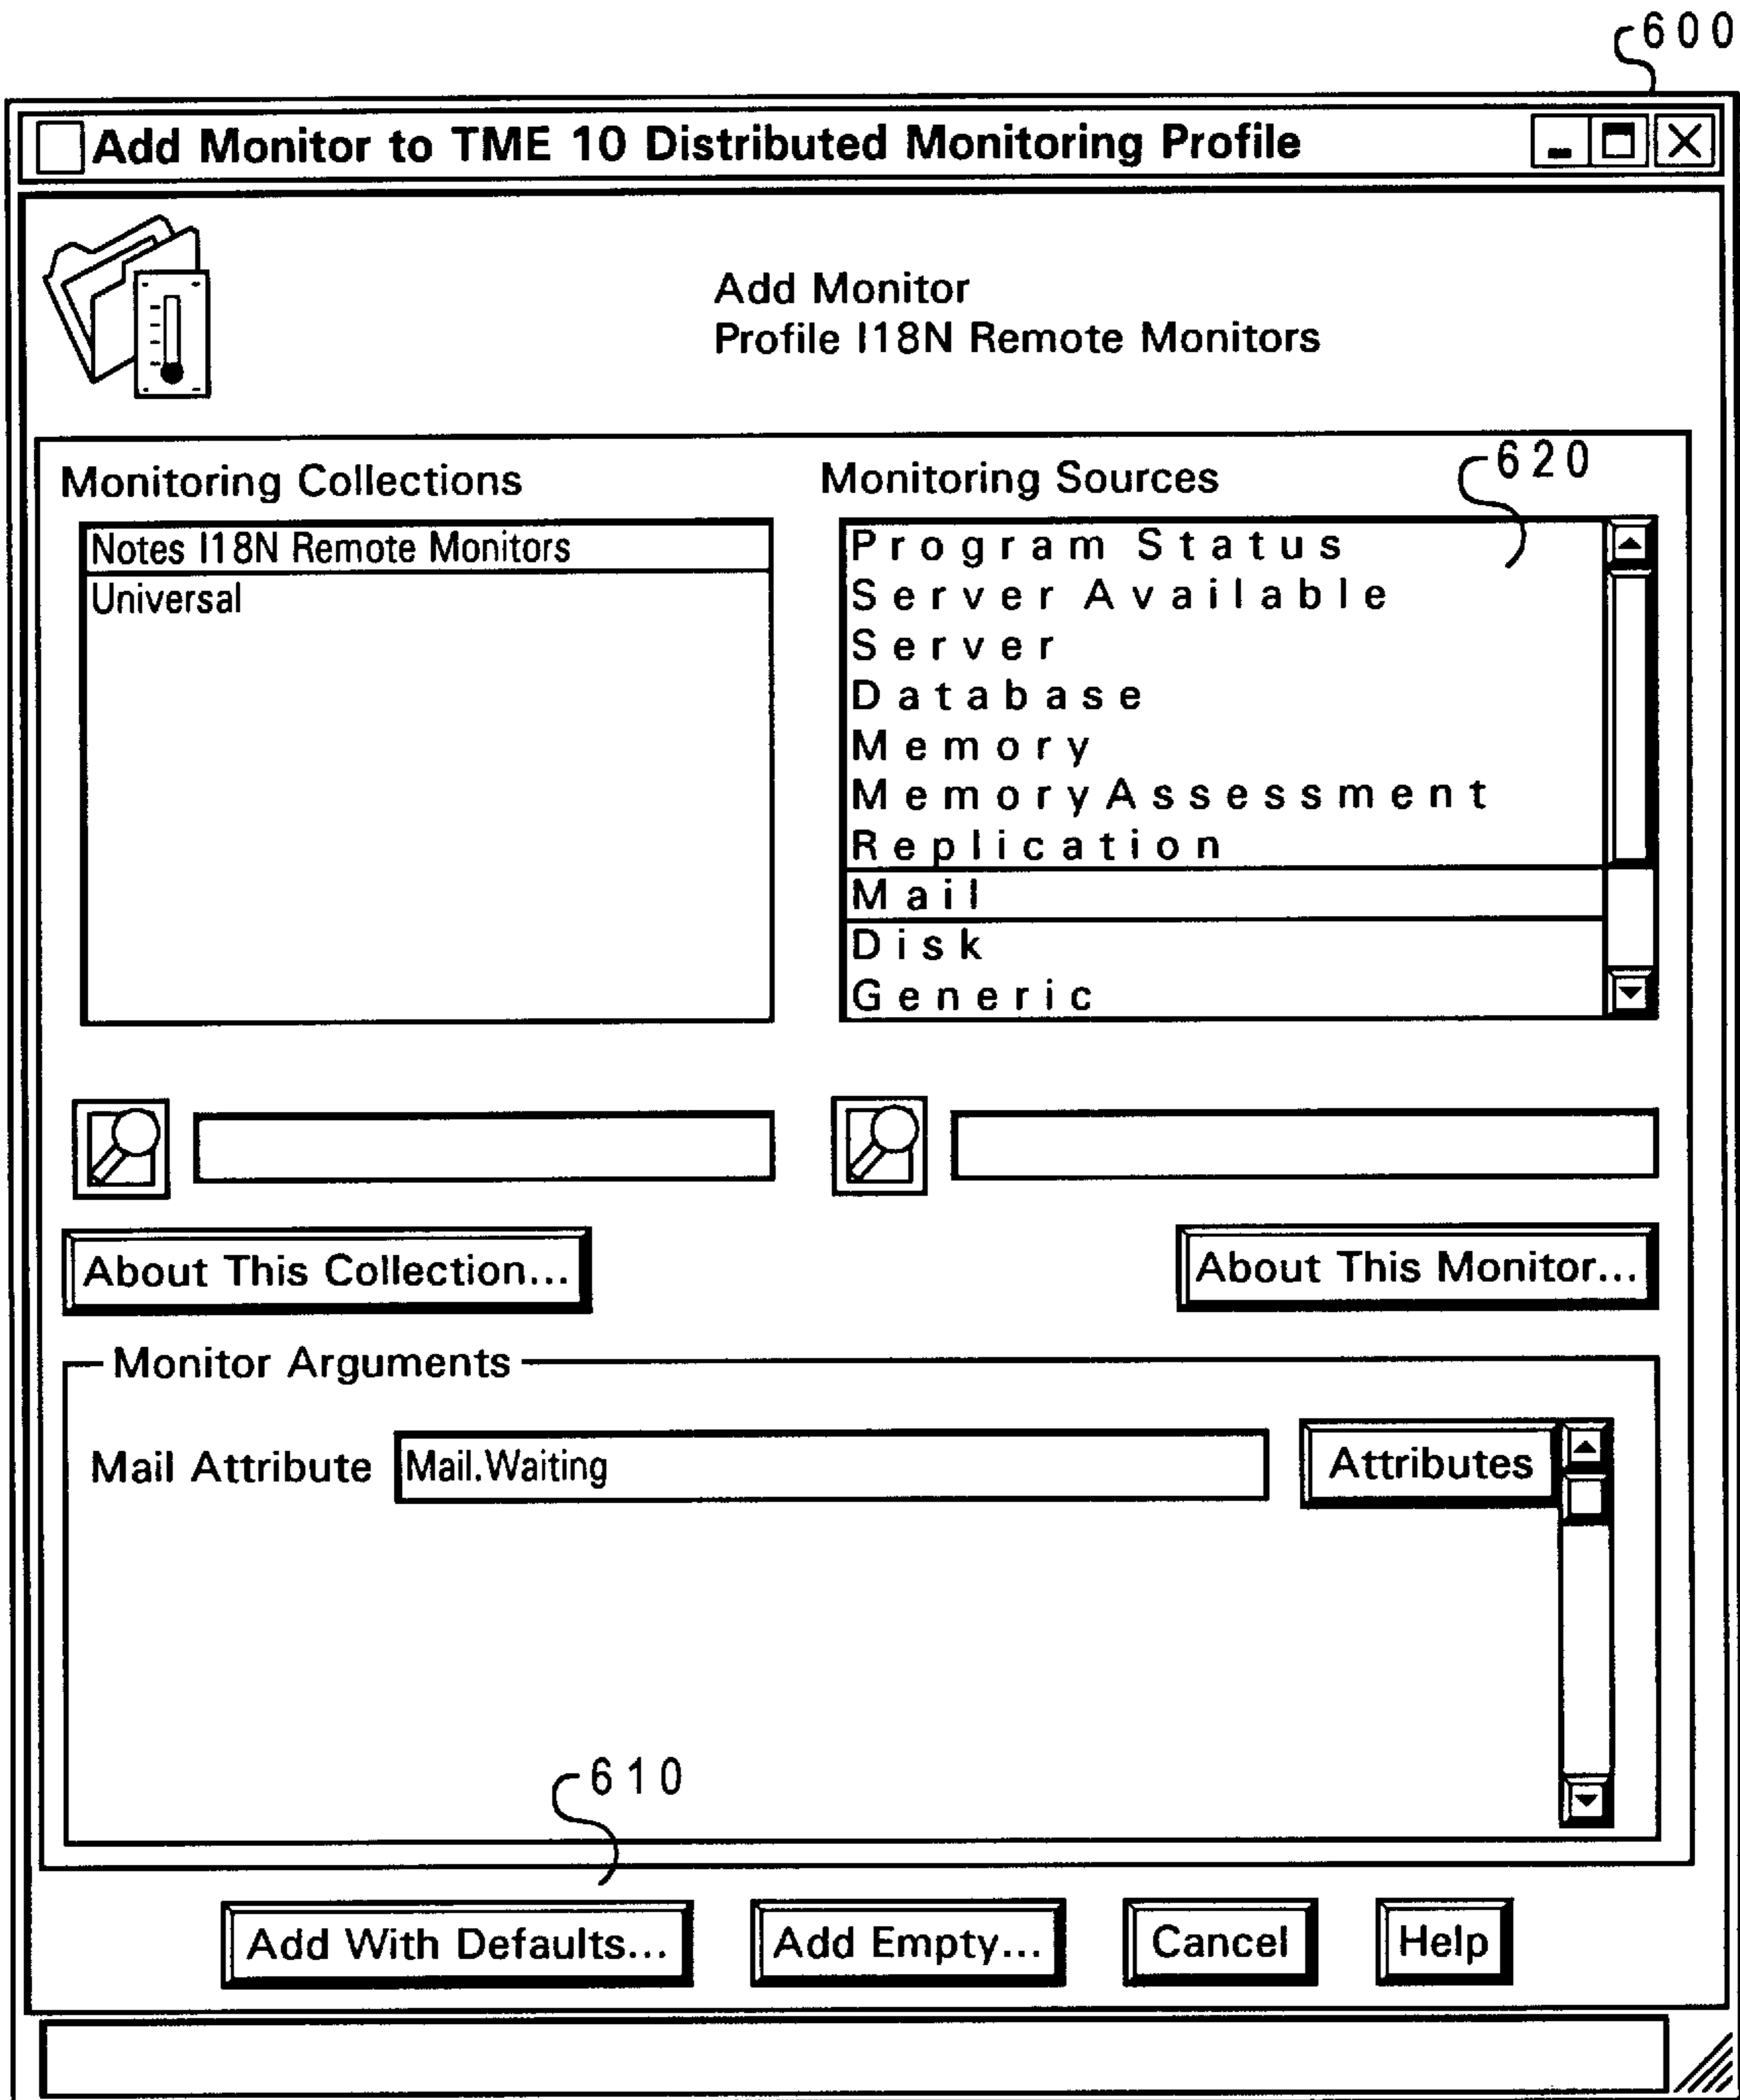 600
Add Monitor to TME 10 Distributed Monitoring Profile
Add Monitor
Profile I18N Remote Monitors
Monitoring Collections
Notes I18N Remote Monitors
Universal
Monitoring Sources
620
Program Status
Server Available
Server
Database
Memory
Memory Assessment
Replication
Mail
Disk
Generic
About This Collection...
About This Monitor...
Monitor Arguments
Mail Attribute
Mail.Waiting
Attributes
610
Add With Defaults...
Add Empty...
Cancel
Help